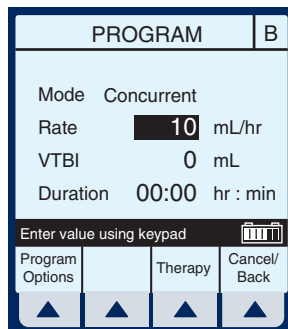 PROGRAM B
Mode Concurrent
Rate 10 mL/hr
VTBI 0 mL
Duration 00:00 hr : min
Enter value using keypad
Program Options Therapy Cancel/ Back